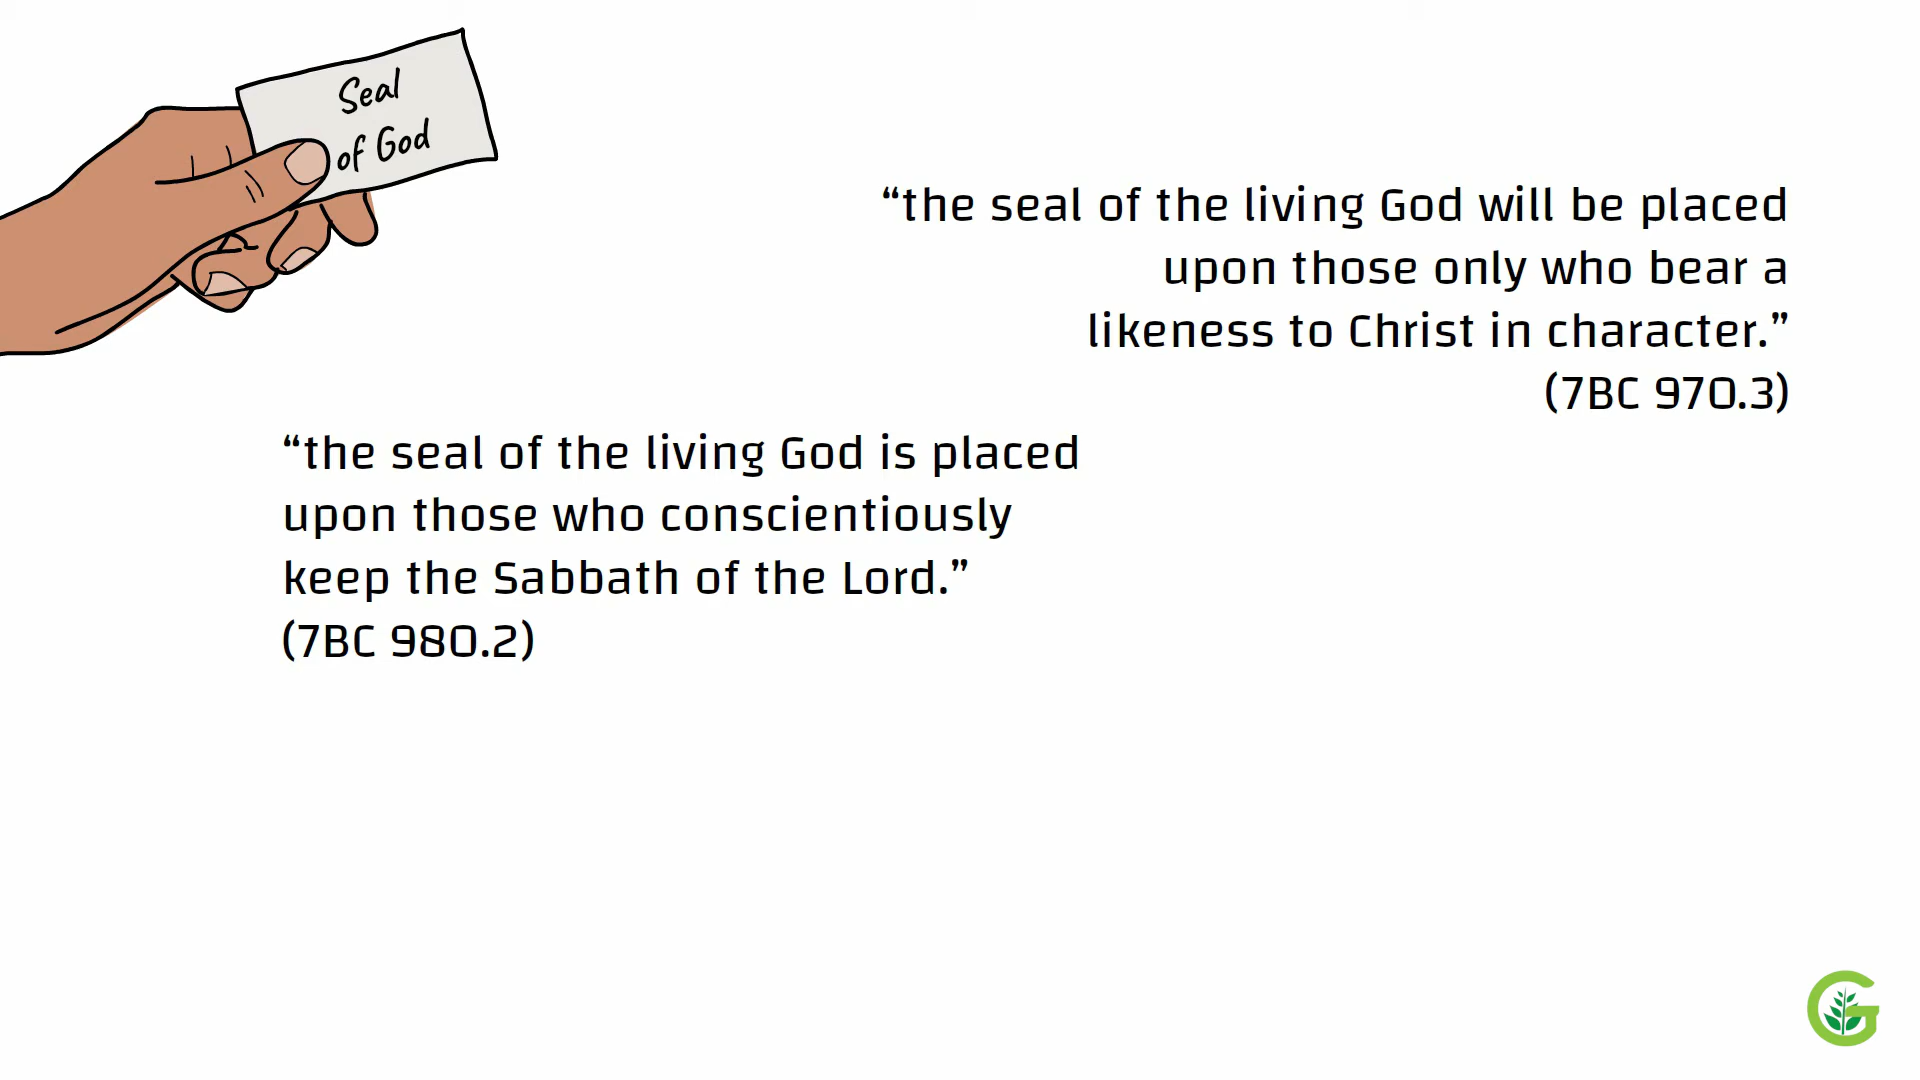 Seal
of God
“the seal of the living God will be placed
upon those only who bear a
likeness to Christ in character.”
(7BC 970.3)
“the seal of the living God is placed
upon those who conscientiously
keep the Sabbath of the Lord.”
(7BC 980.2)
G